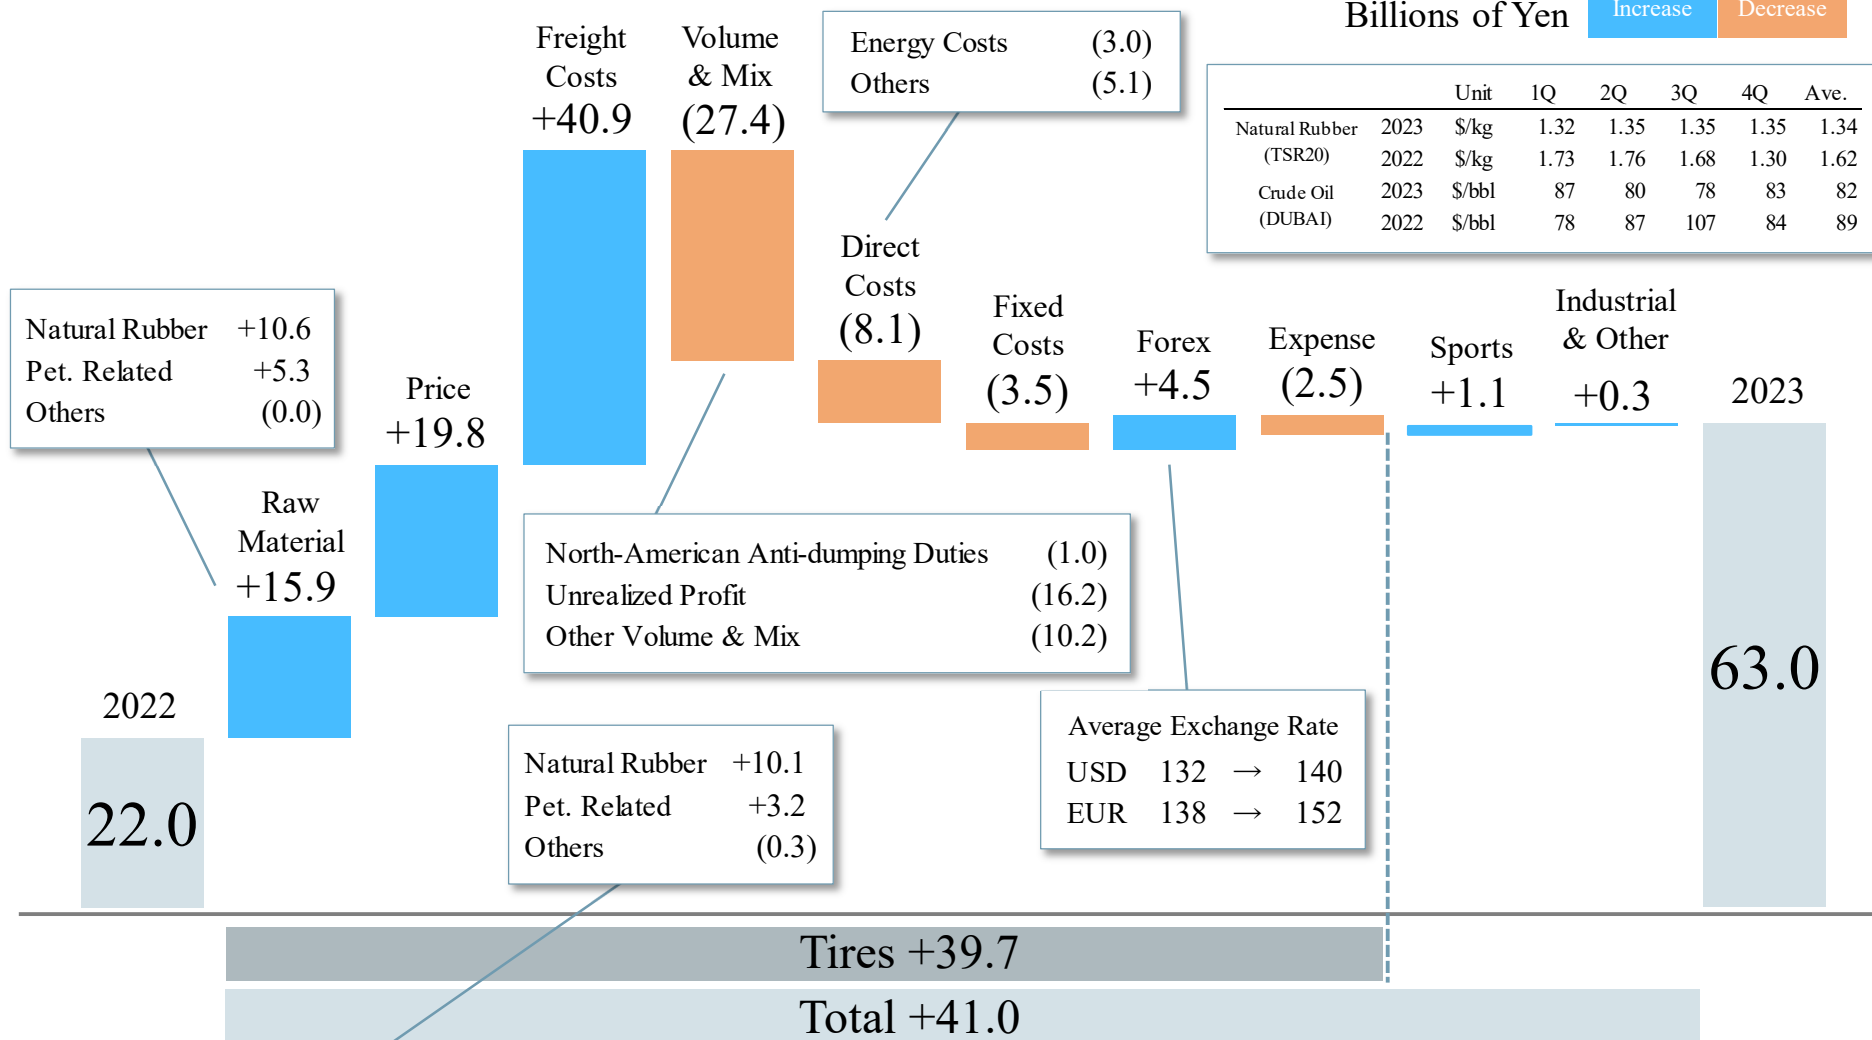 Billions of Yen Increase Decrease
Unit 1Q 2Q 3Q 4Q Ave.
Natural Rubber (TSR20) 2023 $/kg 1.32 1.35 1.35 1.35 1.34
2022 $/kg 1.73 1.76 1.68 1.30 1.62
Crude Oil (DUBAI) 2023 $/bbl 87 80 78 83 82
2022 $/bbl 78 87 107 84 89
Energy Costs (3.0)
Others (5.1)
Natural Rubber +10.6
Pet. Related +5.3
Others (0.0)
2022
22.0
Raw
Material
+15.9
Price
+19.8
Freight
Costs
+40.9
Volume
& Mix
(27.4)
Direct
Costs
(8.1)
Fixed
Costs
(3.5)
Forex
+4.5
Expense
(2.5)
Sports
+1.1
Industrial
& Other
+0.3
2023
63.0
North-American Anti-dumping Duties (1.0)
Unrealized Profit (16.2)
Other Volume & Mix (10.2)
Average Exchange Rate
USD 132 → 140
EUR 138 → 152
Natural Rubber +10.1
Pet. Related +3.2
Others (0.3)
Tires +39.7
Total +41.0